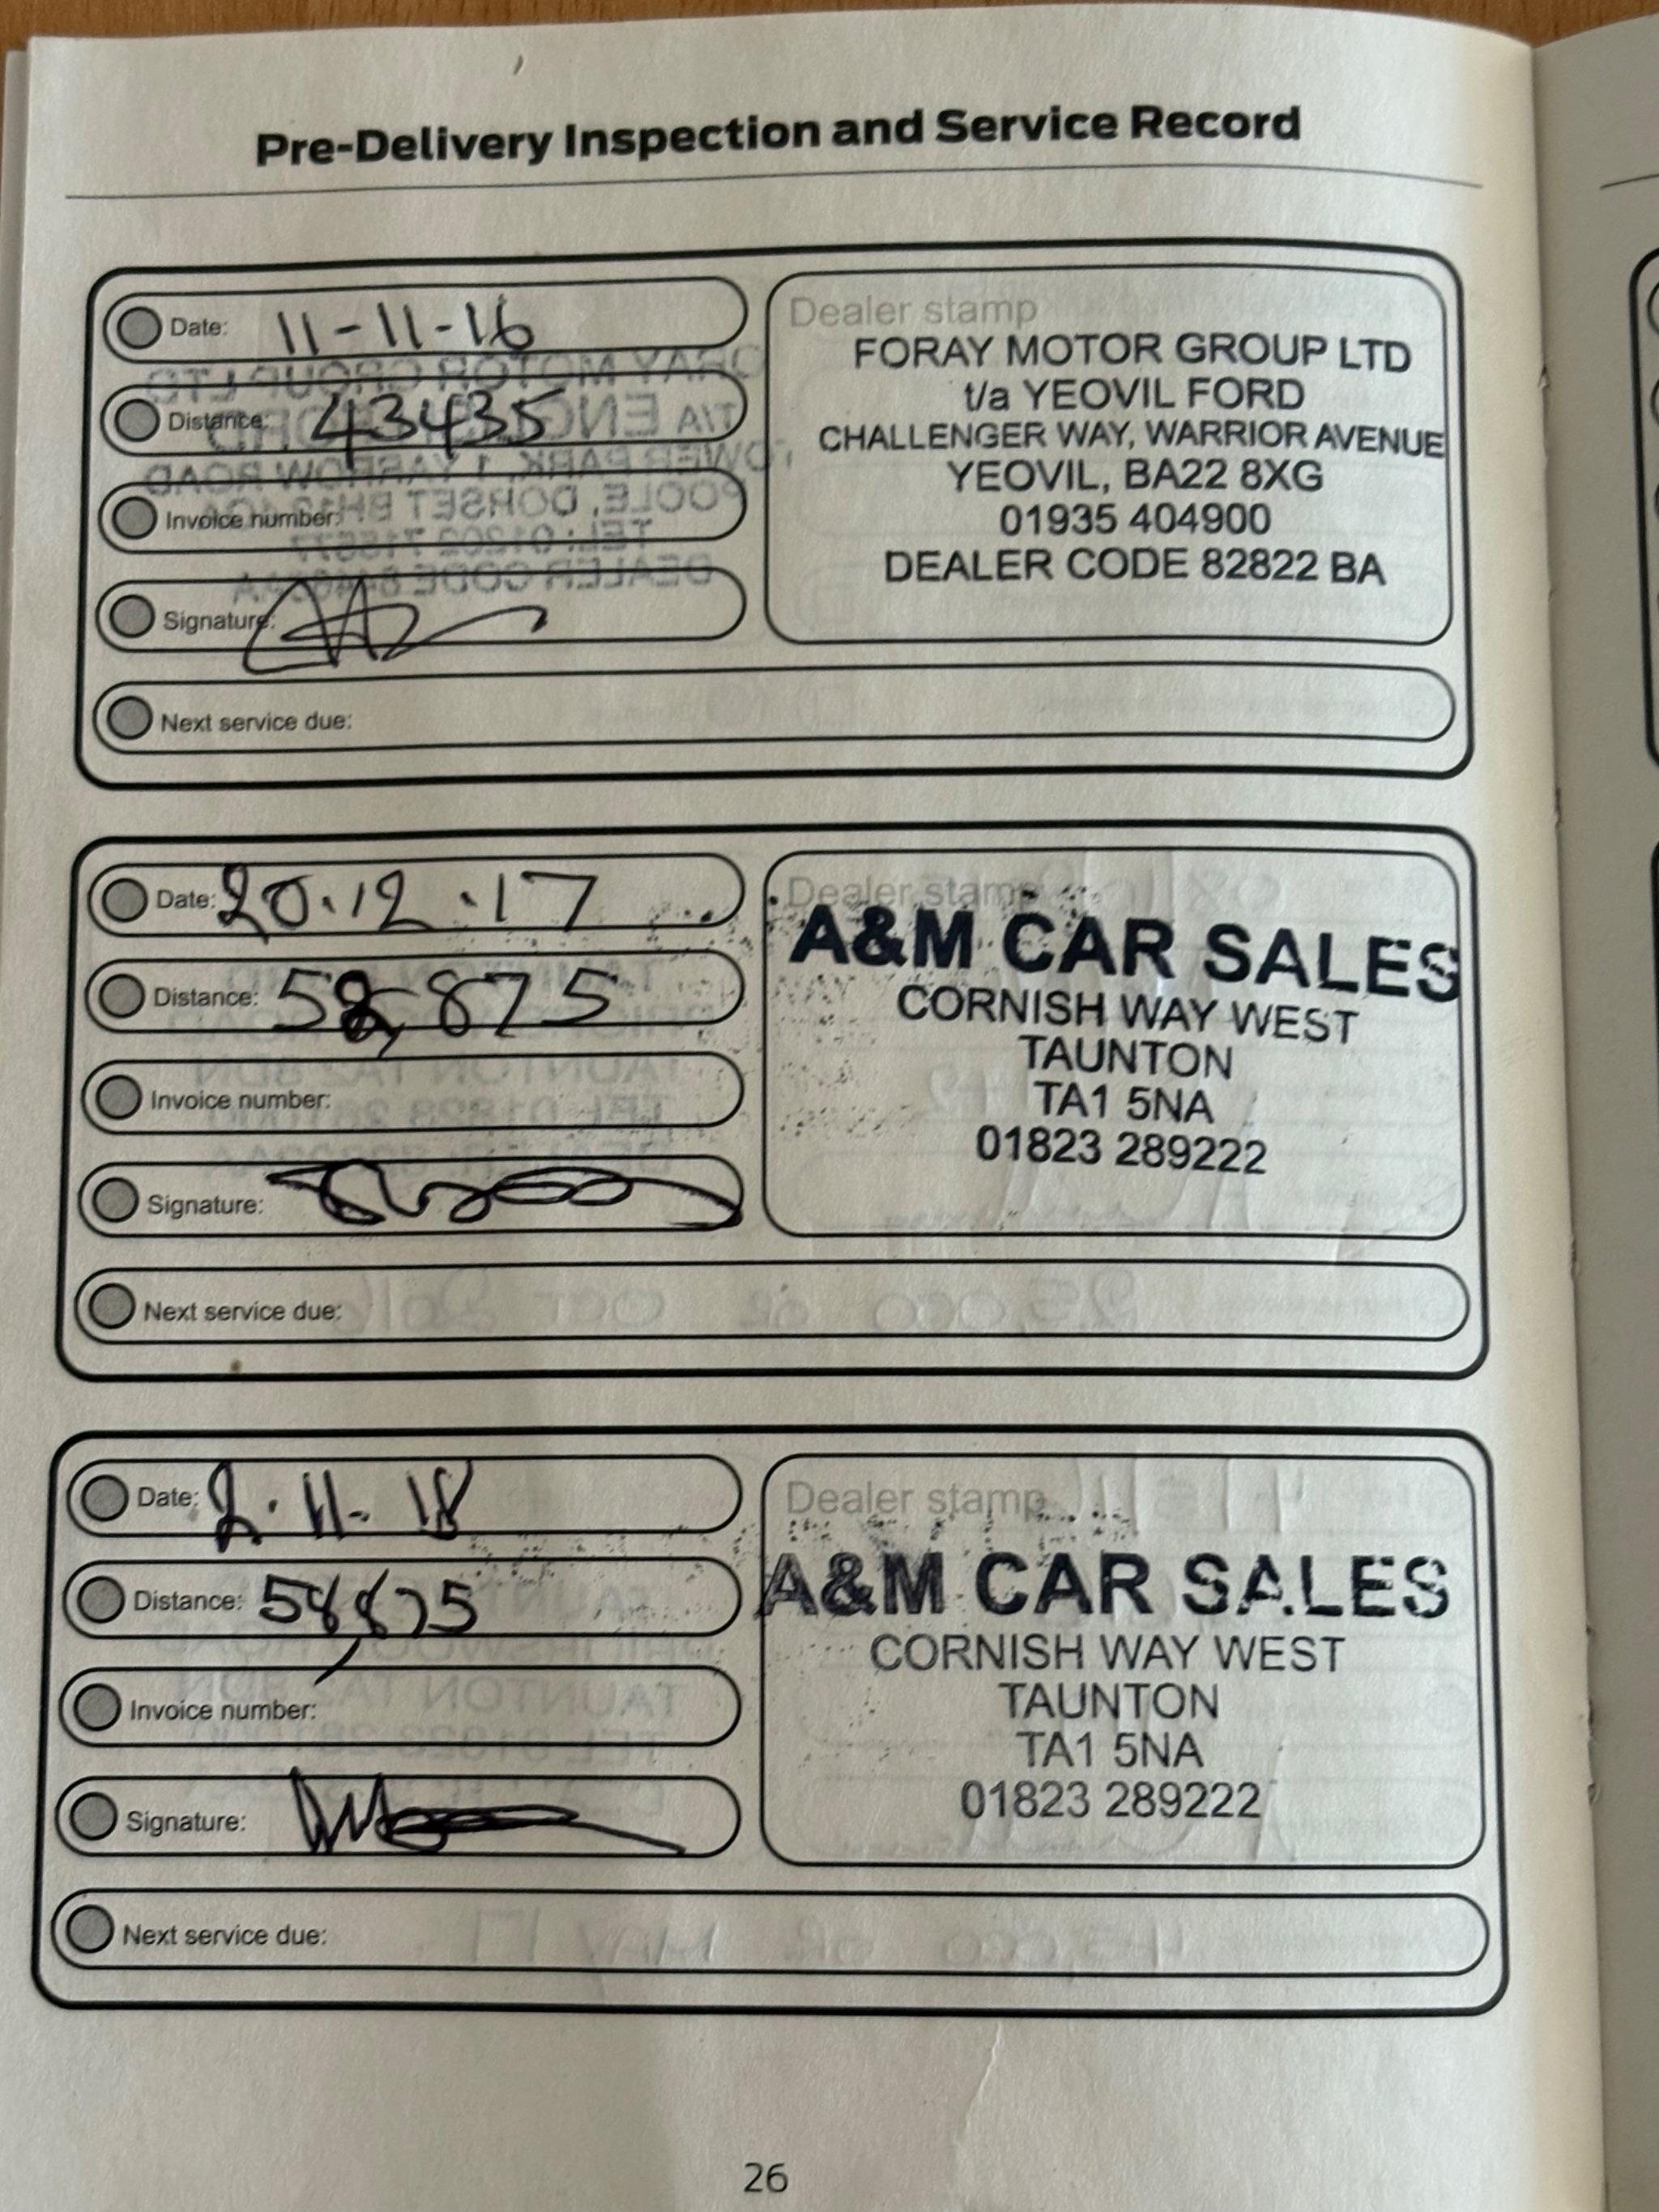 Pre-Delivery Inspection and Service Record
Date: 11-11-16
Distance: 43435
Invoice number:
Signature:
Dealer stamp
FORAY MOTOR GROUP LTD
t/a YEOVIL FORD
CHALLENGER WAY, WARRIOR AVENUE
YEOVIL, BA22 8XG
01935 404900
DEALER CODE 82822 BA
Next service due:
Date: 20.12.17
Distance: 58,875
Invoice number:
Signature:
Dealer stamp
A&M CAR SALES
CORNISH WAY WEST
TAUNTON
TA1 5NA
01823 289222
Next service due:
Date: 2.11.18
Distance: 58,875
Invoice number:
Signature:
Dealer stamp
A&M CAR SALES
CORNISH WAY WEST
TAUNTON
TA1 5NA
01823 289222
Next service due:
26